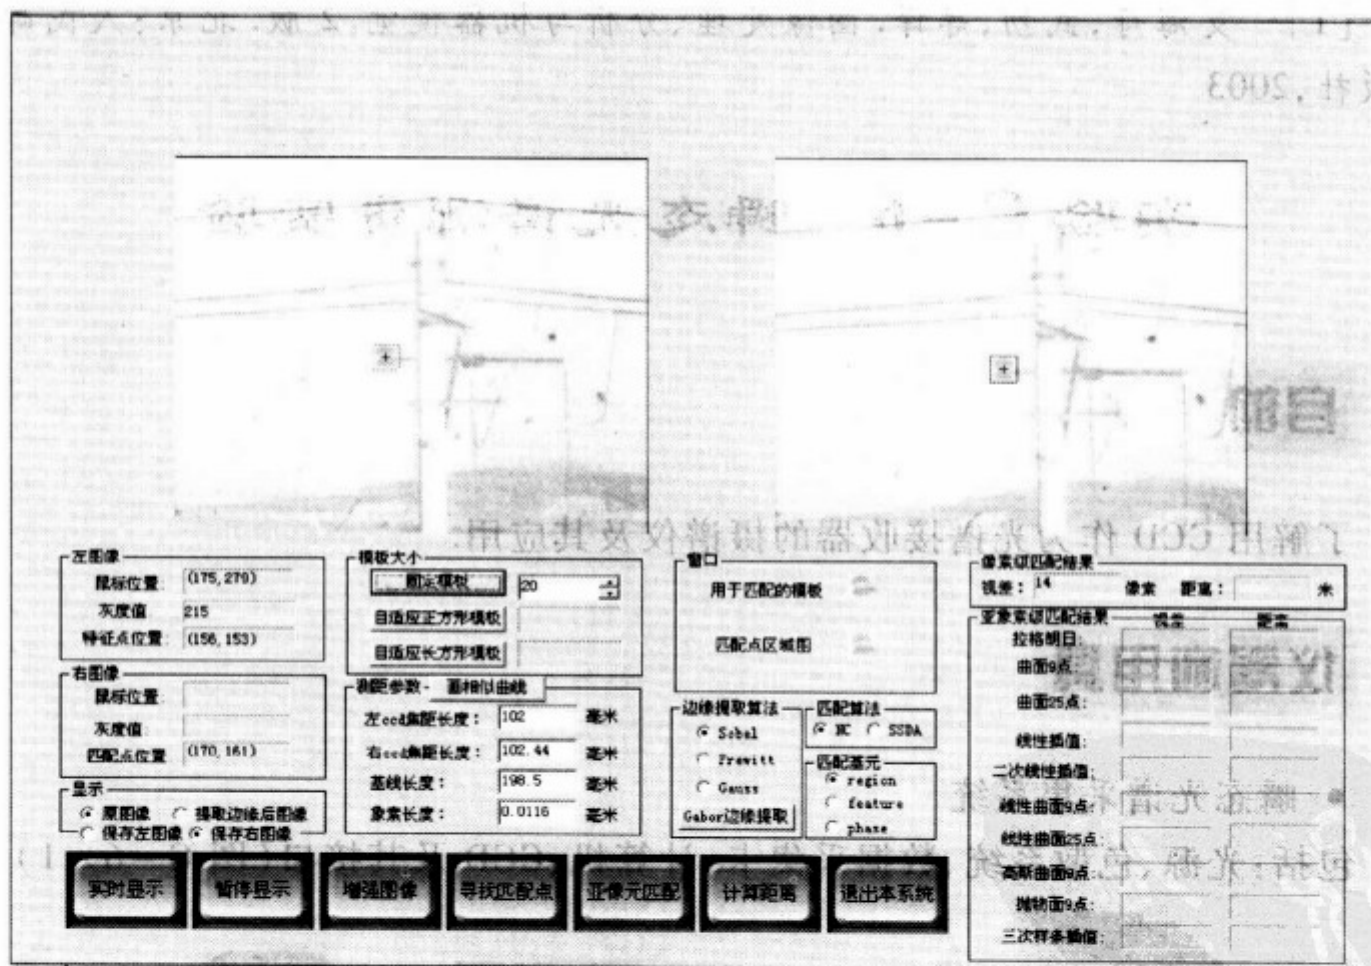 左图像
鼠标位置: (175,279)
灰度值 215
特征点位置: (156,153)
右图像
鼠标位置:
灰度值:
匹配点位置 (170,161)
显示
原图像 提取边缘后图像
保存左图像 保存右图像
模板大小
固定模板 20
自适应正方形模板
自适应长方形模板
测距参数- 画相似曲线
左ccd焦距长度: 102 毫米
右ccd焦距长度: 102.44 毫米
基线长度: 198.5 毫米
象素长度: 0.0116 毫米
窗口
用于匹配的模板
匹配点区域图
边缘提取算法
Sobal
Prewitt
Gauss
Gabor边缘提取
匹配算法
NC SSDA
匹配基元
region
feature
phase
像素级匹配结果
视差: 14 像素 距离: 米
亚象素级匹配结果 视差 距离
拉格朗日:
曲面9点
曲面25点:
线性插值:
二次线性插值:
线性曲面9点:
线性曲面25点:
高斯曲面9点:
抛物面9点:
三次样条插值:
实时显示 暂停显示 增强图像 寻找匹配点 亚像元匹配 计算距离 退出本系统